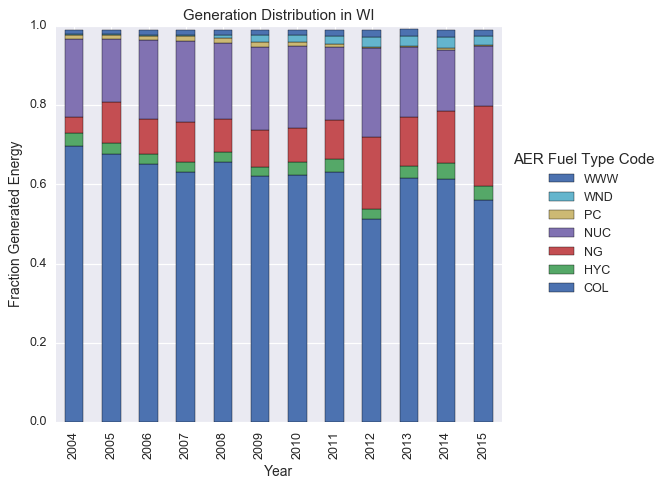 Generation Distribution in WI
1.0
0.8
0.6
0.4
0.2
0.0
Fraction Generated Energy
2004
2005
2006
2007
2008
2009
2010
2011
2012
2013
2014
2015
Year
AER Fuel Type Code
WWW
WND
PC
NUC
NG
HYC
COL